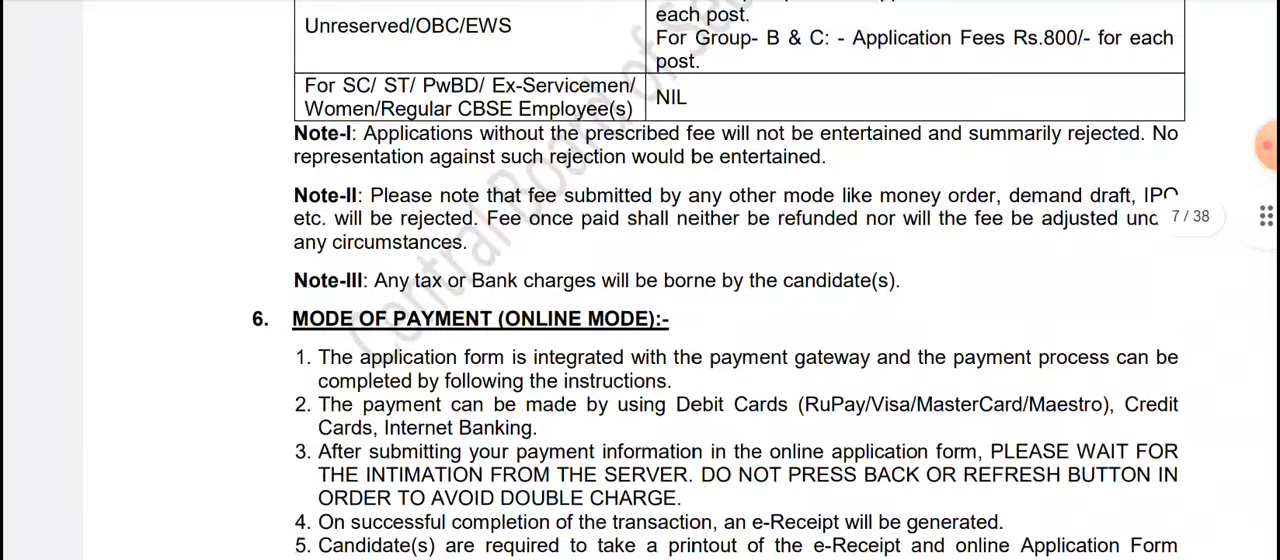 each post.
Unreserved/OBC/EWS
For Group- B & C: - Application Fees Rs.800/- for each
post.
For SC/ ST/ PwBD/ Ex-Servicemen/
Women/Regular CBSE Employee(s)
NIL
Note-I: Applications without the prescribed fee will not be entertained and summarily rejected. No
representation against such rejection would be entertained.
Note-II: Please note that fee submitted by any other mode like money order, demand draft,
etc. will be rejected. Fee once paid shall neither be refunded nor will the fee be adjusted
7 / 38
any circumstances.
Note-III: Any tax or Bank charges will be borne by the candidate(s).
6. MODE OF PAYMENT (ONLINE MODE):-
1. The application form is integrated with the payment gateway and the payment process can be
completed by following the instructions.
2. The payment can be made by using Debit Cards (RuPay/Visa/MasterCard/Maestro), Credit
Cards, Internet Banking.
3. After submitting your payment information in the online application form, PLEASE WAIT FOR
THE INTIMATION FROM THE SERVER. DO NOT PRESS BACK OR REFRESH BUTTON IN
ORDER TO AVOID DOUBLE CHARGE.
4. On successful completion of the transaction, an e-Receipt will be generated.
5. Candidate(s) are required to take a printout of the e-Receipt and online Application Form
Central Board of